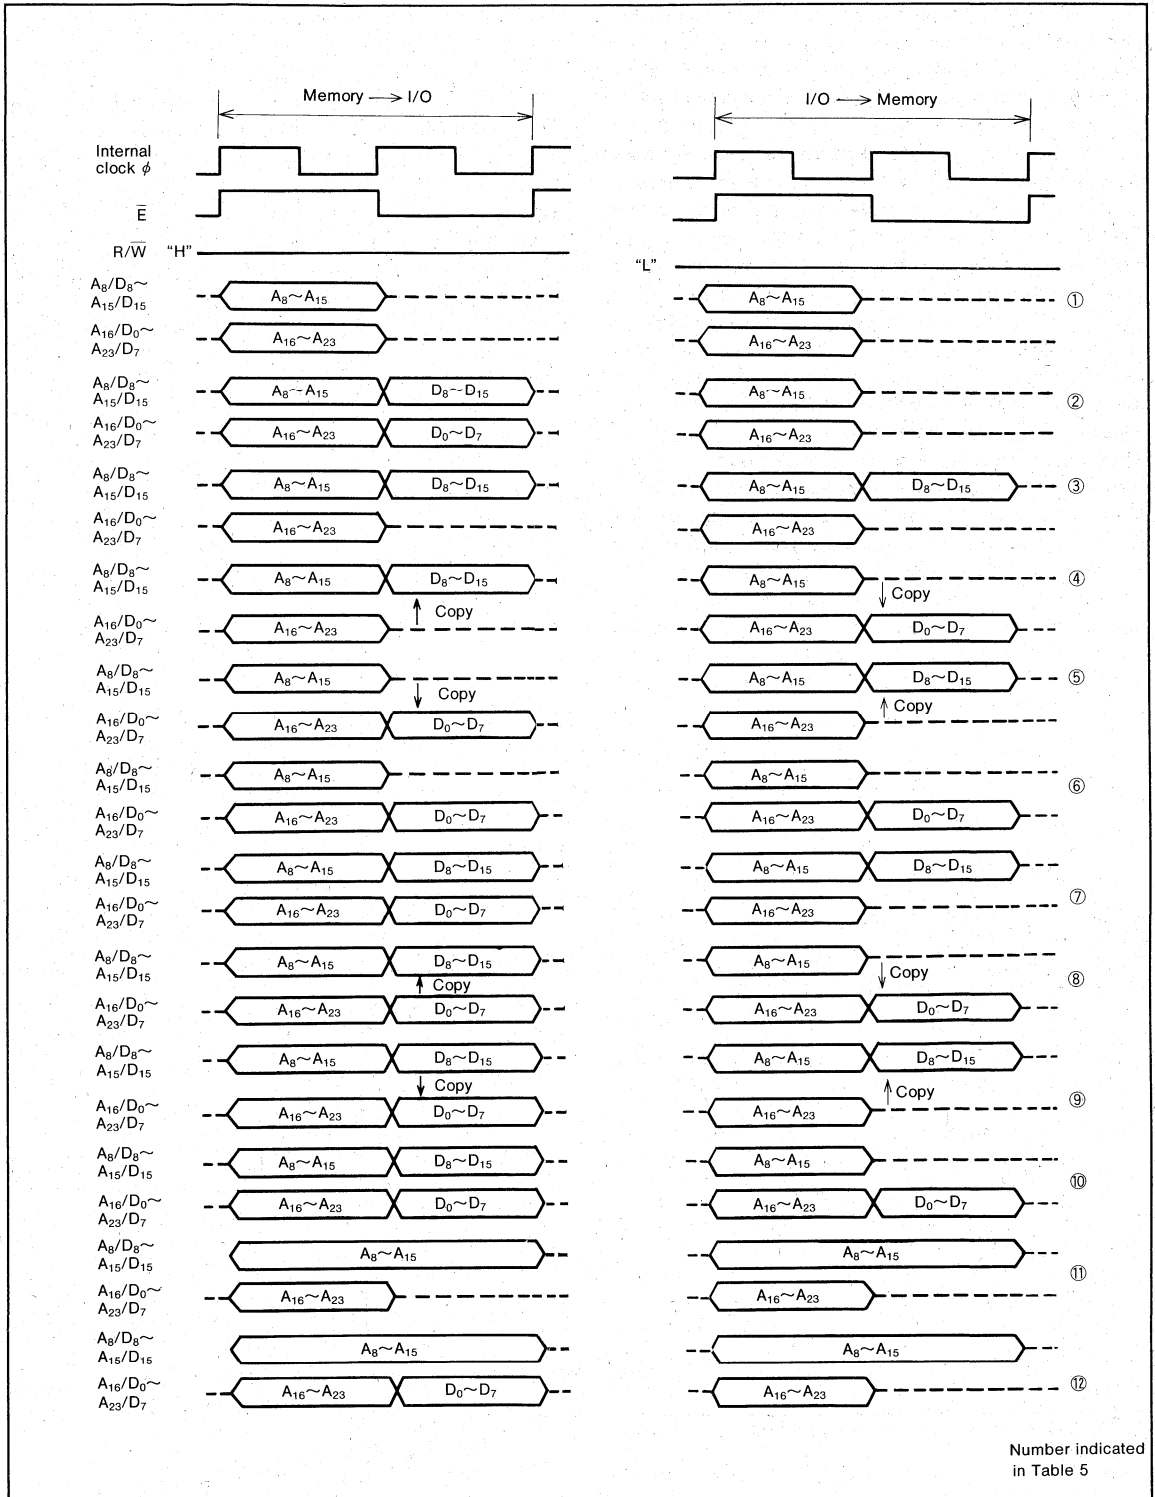 Memory → I/O
I/O → Memory
Internal
clock ϕ
E̅
R/W̅ “H”
“L”
A₈/D₈～
A₁₅/D₁₅
A₈～A₁₅
A₈～A₁₅
①
A₁₆/D₀～
A₂₃/D₇
A₁₆～A₂₃
A₁₆～A₂₃
A₈/D₈～
A₁₅/D₁₅
A₈～A₁₅ D₈～D₁₅
A₈～A₁₅
②
A₁₆/D₀～
A₂₃/D₇
A₁₆～A₂₃ D₀～D₇
A₁₆～A₂₃
A₈/D₈～
A₁₅/D₁₅
A₈～A₁₅ D₈～D₁₅
A₈～A₁₅ D₈～D₁₅
③
A₁₆/D₀～
A₂₃/D₇
A₁₆～A₂₃
A₁₆～A₂₃
A₈/D₈～
A₁₅/D₁₅
A₈～A₁₅ D₈～D₁₅
A₈～A₁₅
④
Copy
Copy
A₁₆/D₀～
A₂₃/D₇
A₁₆～A₂₃
A₁₆～A₂₃ D₀～D₇
A₈/D₈～
A₁₅/D₁₅
A₈～A₁₅
A₈～A₁₅ D₈～D₁₅
⑤
Copy
Copy
A₁₆/D₀～
A₂₃/D₇
A₁₆～A₂₃ D₀～D₇
A₁₆～A₂₃
A₈/D₈～
A₁₅/D₁₅
A₈～A₁₅
A₈～A₁₅
⑥
A₁₆/D₀～
A₂₃/D₇
A₁₆～A₂₃ D₀～D₇
A₁₆～A₂₃ D₀～D₇
A₈/D₈～
A₁₅/D₁₅
A₈～A₁₅ D₈～D₁₅
A₈～A₁₅ D₈～D₁₅
⑦
A₁₆/D₀～
A₂₃/D₇
A₁₆～A₂₃ D₀～D₇
A₁₆～A₂₃
A₈/D₈～
A₁₅/D₁₅
A₈～A₁₅ D₈～D₁₅
A₈～A₁₅
⑧
Copy
Copy
A₁₆/D₀～
A₂₃/D₇
A₁₆～A₂₃ D₀～D₇
A₁₆～A₂₃ D₀～D₇
A₈/D₈～
A₁₅/D₁₅
A₈～A₁₅ D₈～D₁₅
A₈～A₁₅ D₈～D₁₅
Copy
Copy
⑨
A₁₆/D₀～
A₂₃/D₇
A₁₆～A₂₃ D₀～D₇
A₁₆～A₂₃
A₈/D₈～
A₁₅/D₁₅
A₈～A₁₅ D₈～D₁₅
A₈～A₁₅
⑩
A₁₆/D₀～
A₂₃/D₇
A₁₆～A₂₃ D₀～D₇
A₁₆～A₂₃ D₀～D₇
A₈/D₈～
A₁₅/D₁₅
A₈～A₁₅
A₈～A₁₅
⑪
A₁₆/D₀～
A₂₃/D₇
A₁₆～A₂₃
A₁₆～A₂₃
A₈/D₈～
A₁₅/D₁₅
A₈～A₁₅
A₈～A₁₅
A₁₆/D₀～
A₂₃/D₇
A₁₆～A₂₃ D₀～D₇
A₁₆～A₂₃
⑫
Number indicated
in Table 5